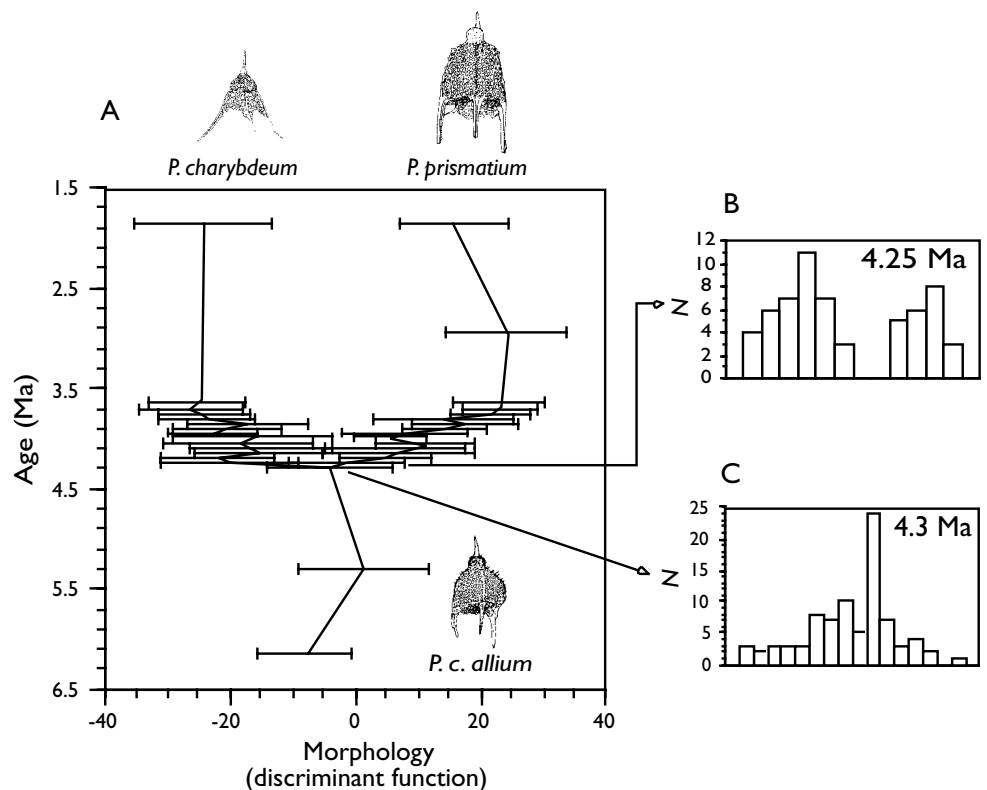 A
P. charybdeum
P. prismatium
1.5
2.5
3.5
4.5
5.5
6.5
Age (Ma)
-40
-20
0
20
40
Morphology
(discriminant function)
P. c. allium
B
12
10
8
6
4
2
0
N
4.25 Ma
C
25
20
15
10
5
0
N
4.3 Ma